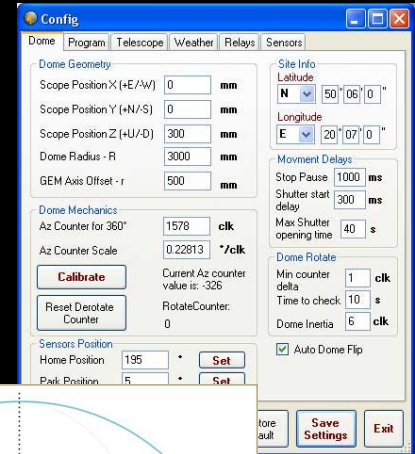 Config
Dome Program Telescope Weather Relays Sensors
Dome Geometry
Scope Position X (+E/-W) 0 mm
Scope Position Y (+N/-S) 0 mm
Scope Position Z (+U/-D) 300 mm
Dome Radius - R 3000 mm
GEM Axis Offset - r 500 mm
Dome Mechanics
Az Counter for 360° 1578 clk
Az Counter Scale 0.22813 °/clk
Calibrate
Current Az counter
value is: -326
Reset Derotate
Counter
RotateCounter:
0
Sensors Position
Home Position 195 ° Set
Park Position 5 ° Set
Site Info
Latitude
N 50 ° 06 ' 0 "
Longitude
E 20 ° 07 ' 0 "
Movment Delays
Stop Pause 1000 ms
Shutter start
delay 300 ms
Max Shutter
opening time 40 s
Dome Rotate
Min counter
delta 1 clk
Time to check 10 s
Dome Inertia 6 clk
Auto Dome Flip
tore
ault
Save
Settings
Exit